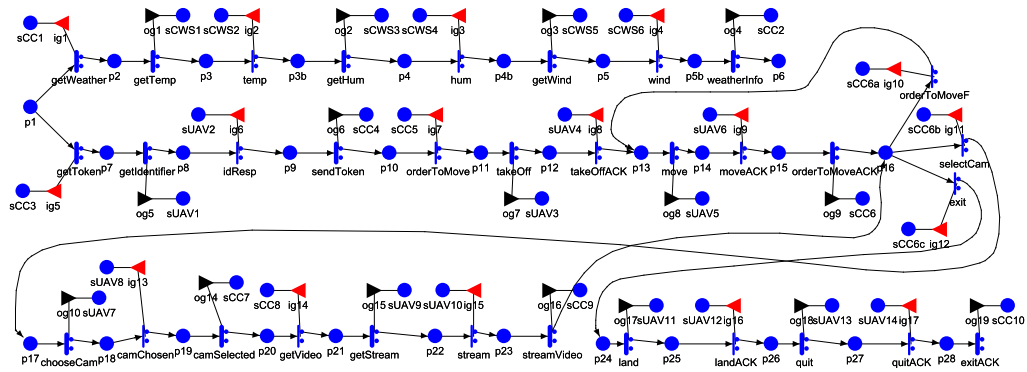 og1 sCWS1 sCWS2 ig2 og2 sCWS3 sCWS4 ig3 og3 sCWS5 sCWS6 ig4 og4 sCC2
sCC1 ig1
getWeather p2 getTemp p3 temp p3b getHum p4 hum p4b getWind p5 wind p5b weatherInfo p6
sCC6a ig10 orderToMoveF
p1
sUAV2 ig6 og6 sCC4 sCC5 ig7 sUAV4 ig8 sUAV6 ig9 sCC6b ig11
getToken p7 getIdentifier p8 idResp p9 sendToken p10 orderToMove p11 takeOff p12 takeOffACK p13 move p14 moveACK p15 orderToMoveACK p16 selectCam
sCC3 ig5 og5 sUAV1 og7 sUAV3 og8 sUAV5 og9 sCC6 exit
sCC6c ig12
sUAV8 ig13
og10 sUAV7 og14 sCC7 sCC8 ig14 og15 sUAV9 sUAV10 ig15 og16 sCC9 og17 sUAV11 sUAV12 ig16 og18 sUAV13 sUAV14 ig17 og19 sCC10
p17 chooseCam p18 camChosen p19 camSelected p20 getVideo p21 getStream p22 stream p23 streamVideo p24 land p25 landACK p26 quit p27 quitACK p28 exitACK